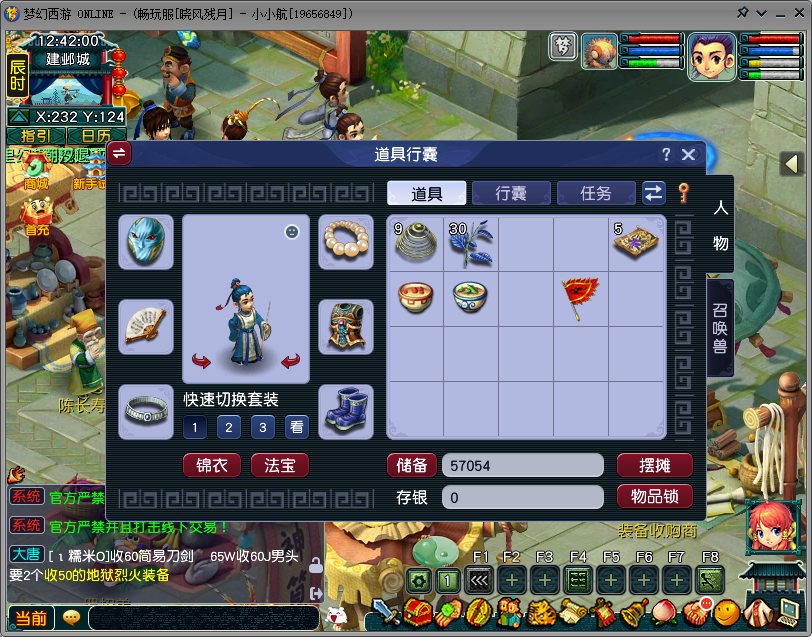 梦幻西游 ONLINE - (畅玩服[晓风残月] - 小小航[19656849])
12:42:00
辰时
建邺城
X:232 Y:124
指引 日历
梦
商城
新手试
首充
道具行囊
?
道具 行囊 任务
人物
召唤兽
9 30 5
快速切换套装
1 2 3 看
锦衣 法宝
储备 57054 摆摊
存银 0 物品锁
陈长寿
装备收购商
系统 官方严禁
系统 官方严禁并且打击线下交易！
大唐 [ι糯米O]收60简易刀剑 65W收60J男头
要2个收50的地狱烈火装备
F1 F2 F3 F4 F5 F6 F7 F8
1
当前